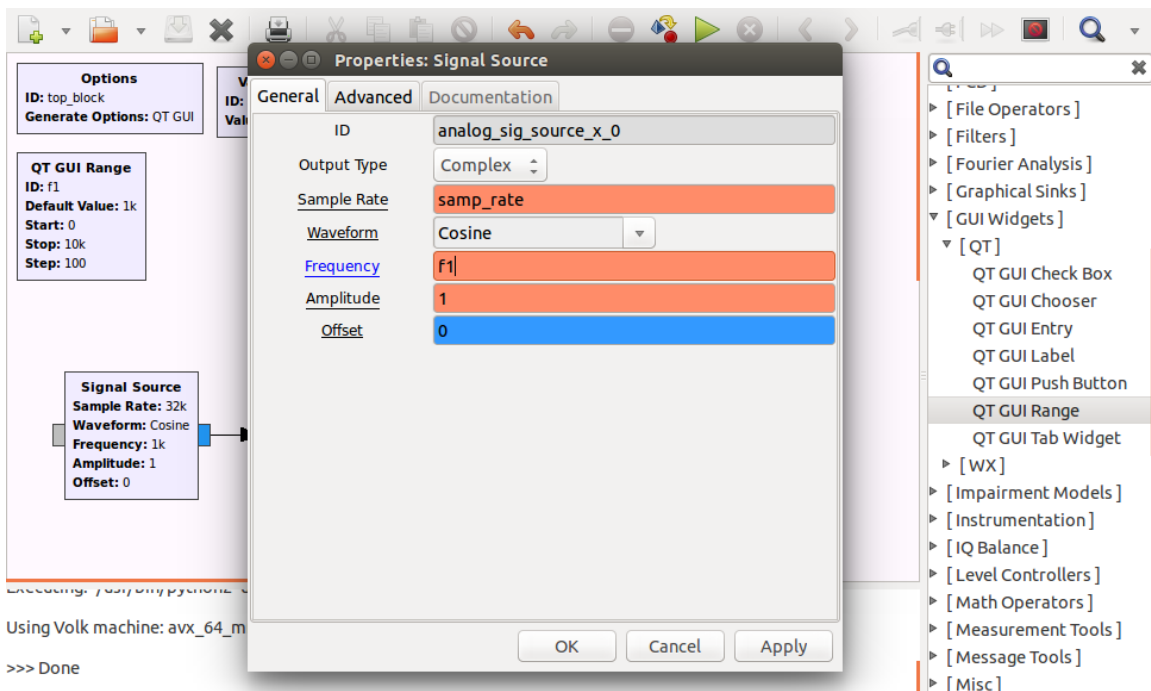 Properties: Signal Source
Options
ID: top_block
Generate Options: QT GUI
V
ID:
Val
QT GUI Range
ID: f1
Default Value: 1k
Start: 0
Stop: 10k
Step: 100
Signal Source
Sample Rate: 32k
Waveform: Cosine
Frequency: 1k
Amplitude: 1
Offset: 0
General Advanced Documentation
ID analog_sig_source_x_0
Output Type Complex
Sample Rate samp_rate
Waveform Cosine
Frequency f1
Amplitude 1
Offset 0
OK Cancel Apply
Using Volk machine: avx_64_m
>>> Done
[ File Operators ]
[ Filters ]
[ Fourier Analysis ]
[ Graphical Sinks ]
[ GUI Widgets ]
[ QT ]
QT GUI Check Box
QT GUI Chooser
QT GUI Entry
QT GUI Label
QT GUI Push Button
QT GUI Range
QT GUI Tab Widget
[ WX ]
[ Impairment Models ]
[ Instrumentation ]
[ IQ Balance ]
[ Level Controllers ]
[ Math Operators ]
[ Measurement Tools ]
[ Message Tools ]
[ Misc ]